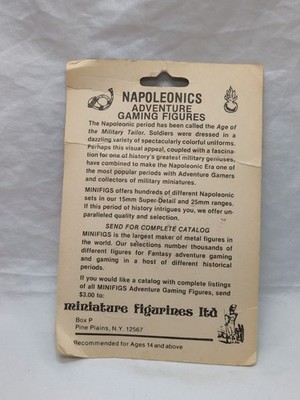 NAPOLEONICS
ADVENTURE
GAMING FIGURES
The Napoleonic period has been called the Age of
the Military Tailor. Soldiers were dressed in a
dazzling variety of spectacularly colorful uniforms.
Perhaps this visual appeal, coupled with a fascina-
tion for one of history's greatest military geniuses,
have combined to make the Napoleonic Era one of
the most popular periods with Adventure Gamers
and collectors of military miniatures.
MINIFIGS offers hundreds of different Napoleonic
sets in our 15mm Super-Detail and 25mm ranges.
If this period of history intrigues you, we offer un-
paralleled quality and selection.
SEND FOR COMPLETE CATALOG
MINIFIGS is the largest maker of metal figures in
the world. Our selections number thousands of
different figures for Fantasy adventure gaming
and gaming in a host of different historical
periods.
If you would like a catalog with complete listings
of all MINIFIGS Adventure Gaming Figures, send
$3.00 to:
miniature figurines ltd
Box P
Pine Plains, N.Y. 12567
Recommended for Ages 14 and above